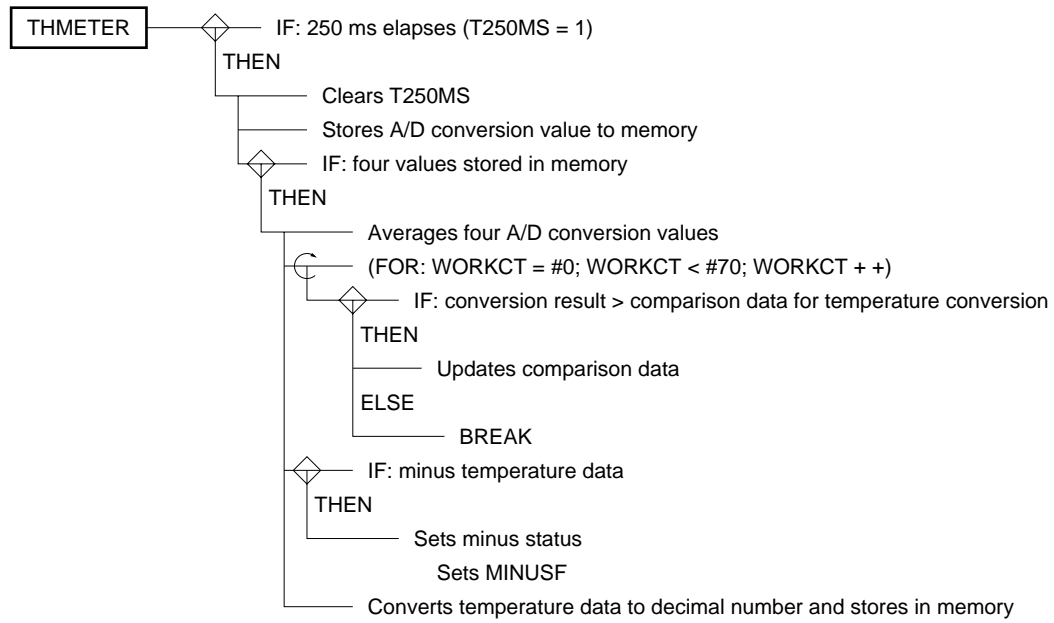 THMETER
IF: 250 ms elapses (T250MS = 1)
THEN
Clears T250MS
Stores A/D conversion value to memory
IF: four values stored in memory
THEN
Averages four A/D conversion values
(FOR: WORKCT = #0; WORKCT < #70; WORKCT + +)
IF: conversion result > comparison data for temperature conversion
THEN
Updates comparison data
ELSE
BREAK
IF: minus temperature data
THEN
Sets minus status
Sets MINUSF
Converts temperature data to decimal number and stores in memory